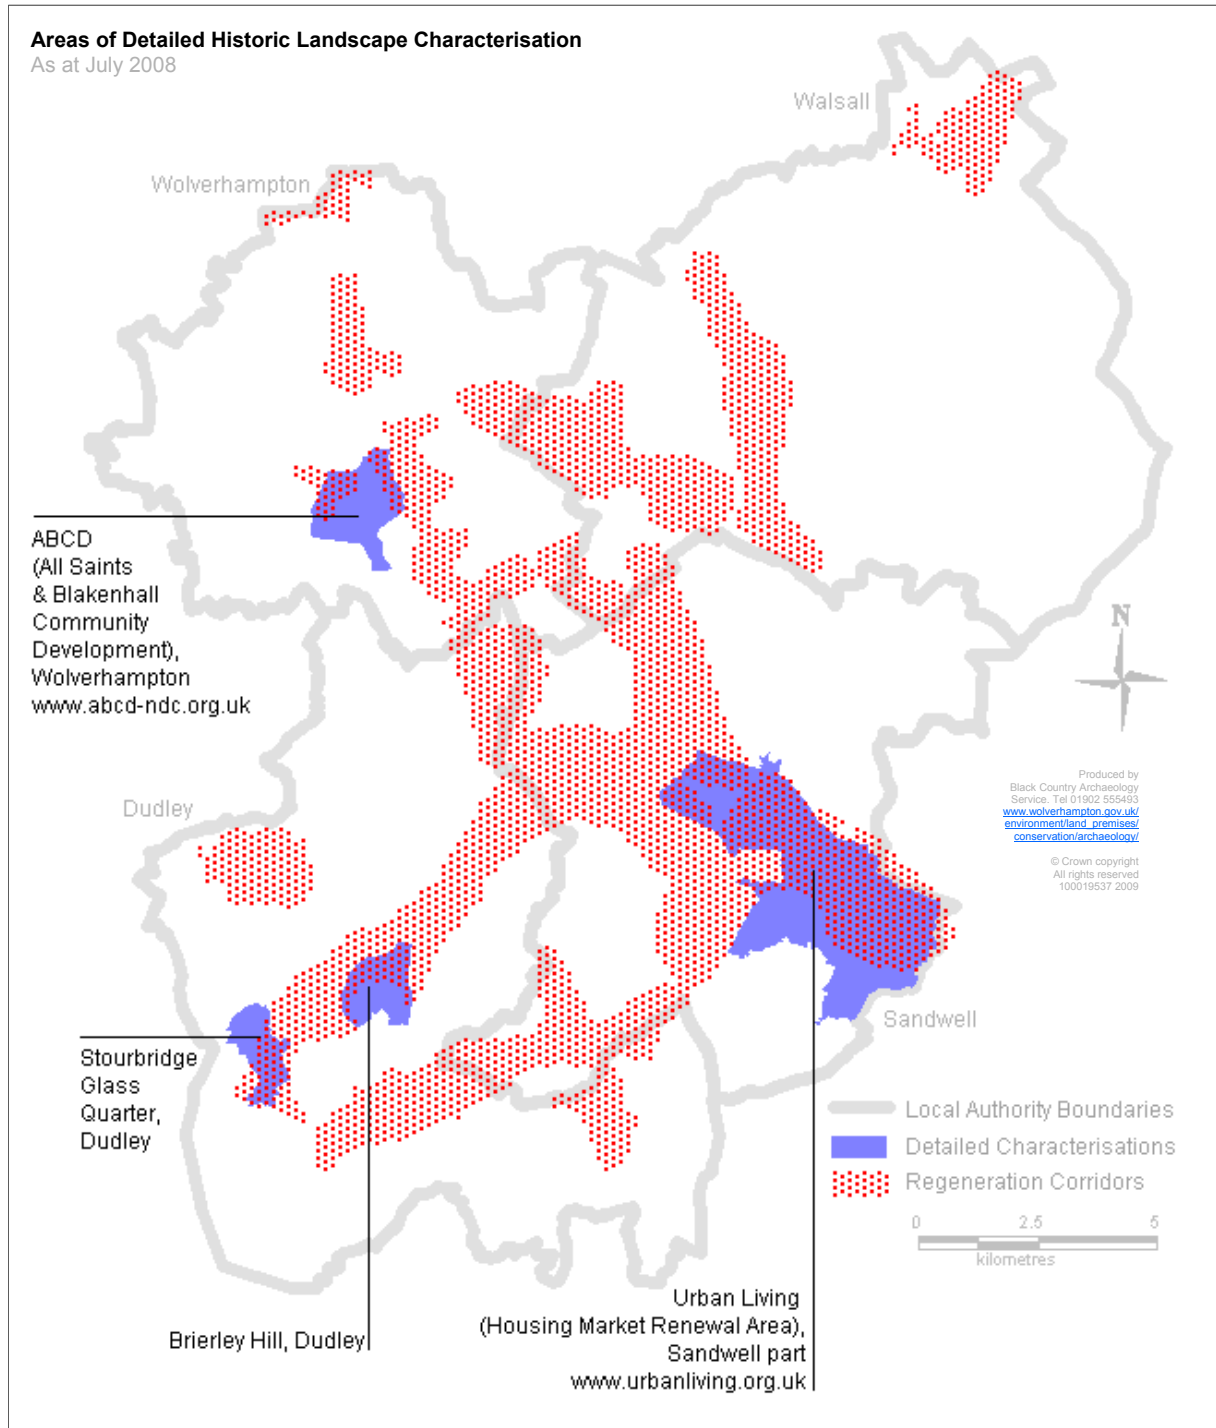 Areas of Detailed Historic Landscape Characterisation
As at July 2008
Walsall
Wolverhampton
ABCD
(All Saints
& Blakenhall
Community
Development),
Wolverhampton
www.abcd-ndc.org.uk
N
Produced by
Black Country Archaeology
Service. Tel 01902 555493
www.wolverhampton.gov.uk/
environment/land_premises/
conservation/archaeology/
© Crown copyright
All rights reserved
100019537 2009
Dudley
Sandwell
Stourbridge
Glass
Quarter,
Dudley
Local Authority Boundaries
Detailed Characterisations
Regeneration Corridors
0 2.5 5
kilometres
Brierley Hill, Dudley
Urban Living
(Housing Market Renewal Area),
Sandwell part
www.urbanliving.org.uk